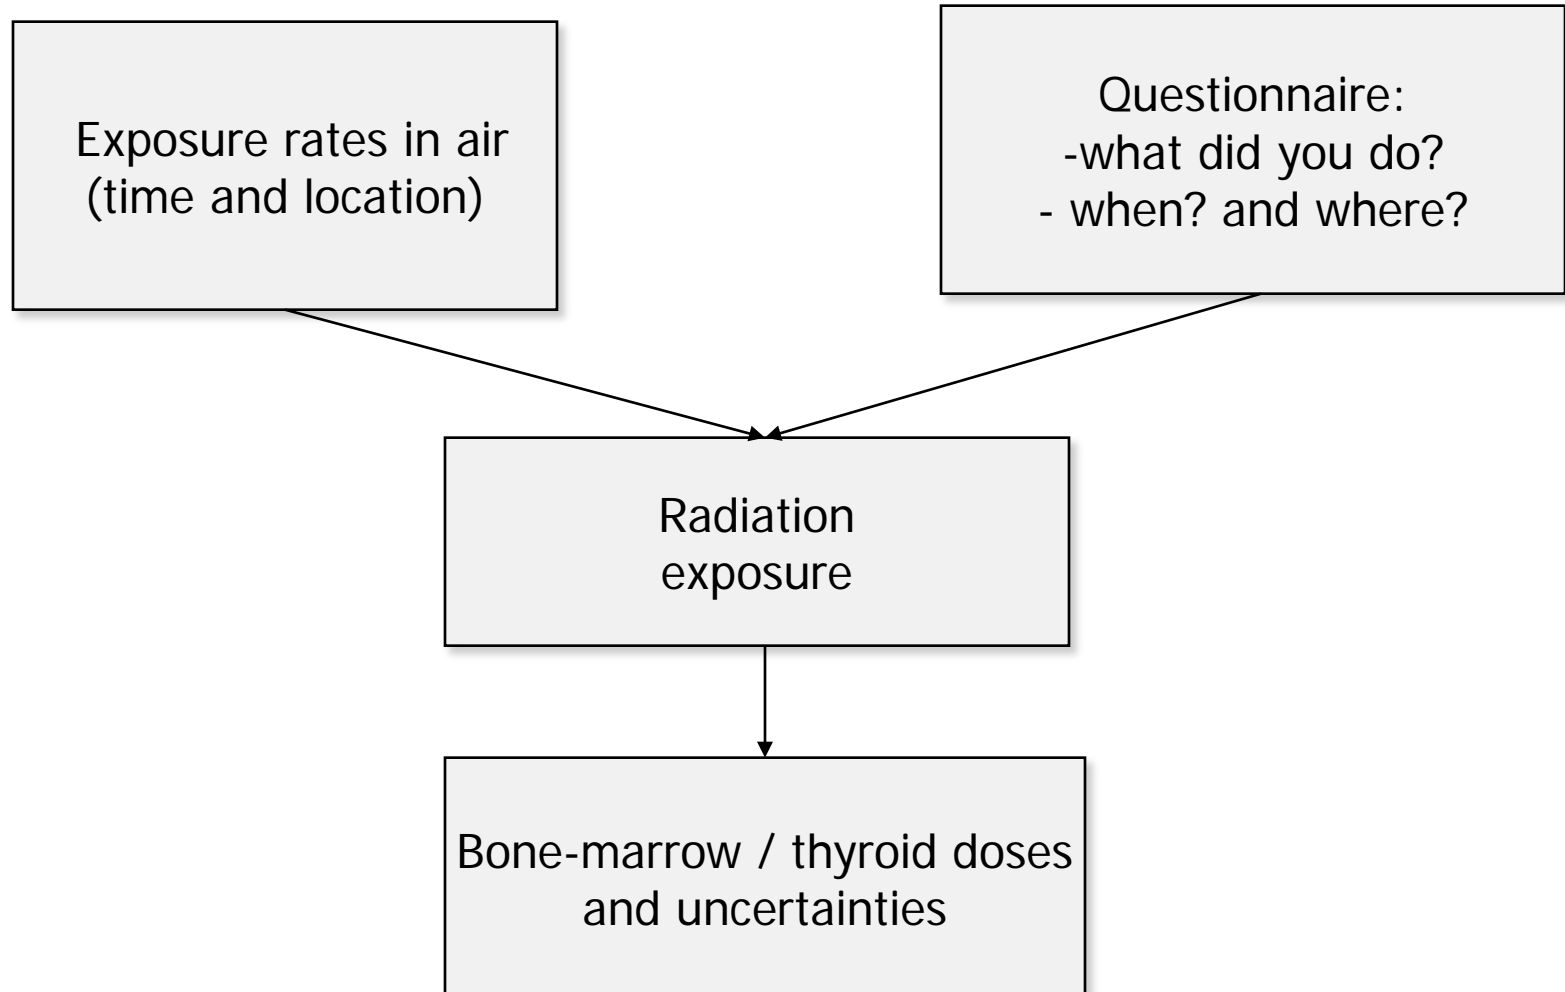 Exposure rates in air
(time and location)
Questionnaire:
-what did you do?
- when? and where?
Radiation
exposure
Bone-marrow / thyroid doses
and uncertainties